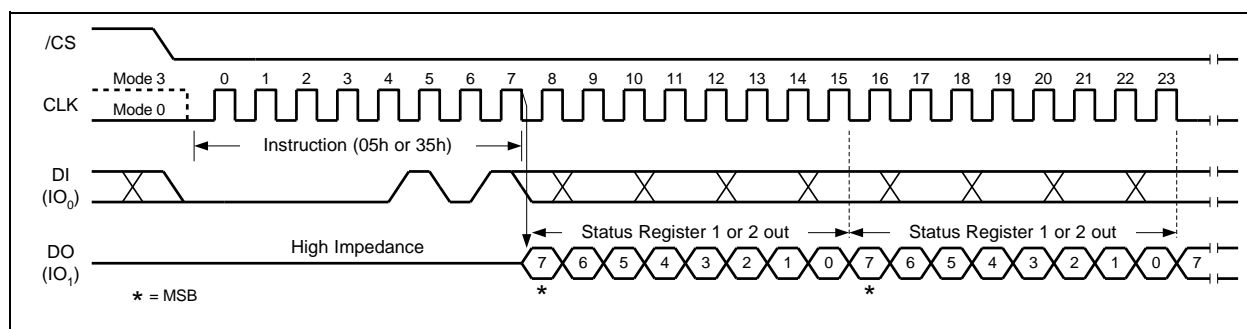 /CS
Mode 3 0 1 2 3 4 5 6 7 8 9 10 11 12 13 14 15 16 17 18 19 20 21 22 23
CLK Mode 0
Instruction (05h or 35h)
DI
(IO0)
Status Register 1 or 2 out Status Register 1 or 2 out
High Impedance
DO 7 6 5 4 3 2 1 0 7 6 5 4 3 2 1 0 7
(IO1)
* *
* = MSB